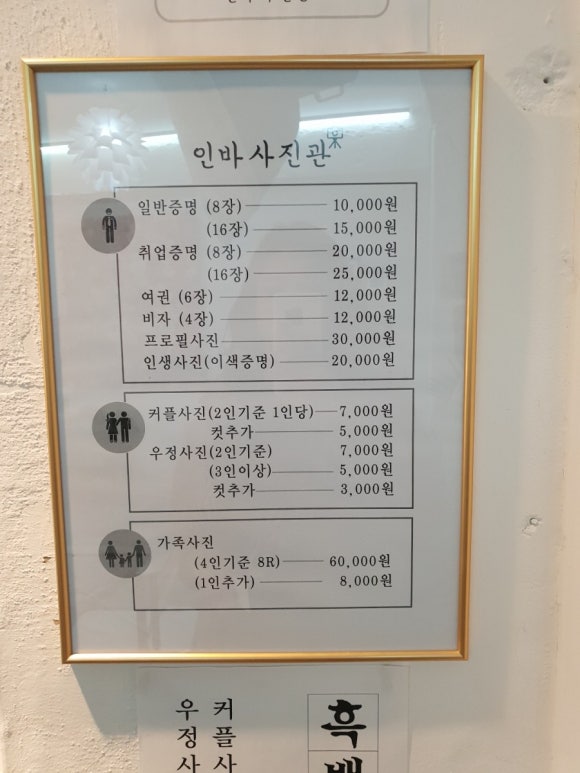 인바사진관
일반증명 (8장) 10,000원
(16장) 15,000원
취업증명 (8장) 20,000원
(16장) 25,000원
여권 (6장) 12,000원
비자 (4장) 12,000원
프로필사진 30,000원
인생사진(이색증명) 20,000원
커플사진(2인기준 1인당) 7,000원
컷추가 5,000원
우정사진(2인기준) 7,000원
(3인이상) 5,000원
컷추가 3,000원
가족사진
(4인기준 8R) 60,000원
(1인추가) 8,000원
커플사
우정사
흑